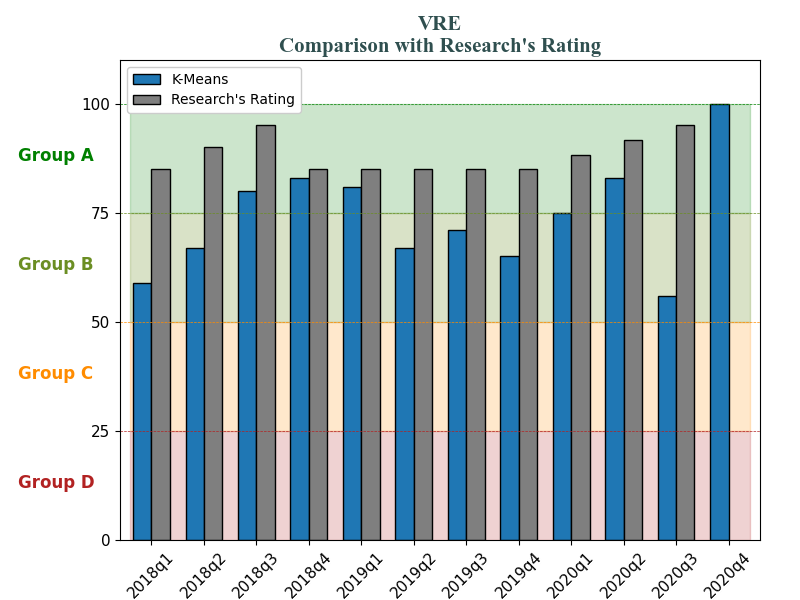 VRE
Comparison with Research's Rating
K-Means
Research's Rating
100
Group A
75
Group B
50
Group C
25
Group D
0
2018q1
2018q2
2018q3
2018q4
2019q1
2019q2
2019q3
2019q4
2020q1
2020q2
2020q3
2020q4